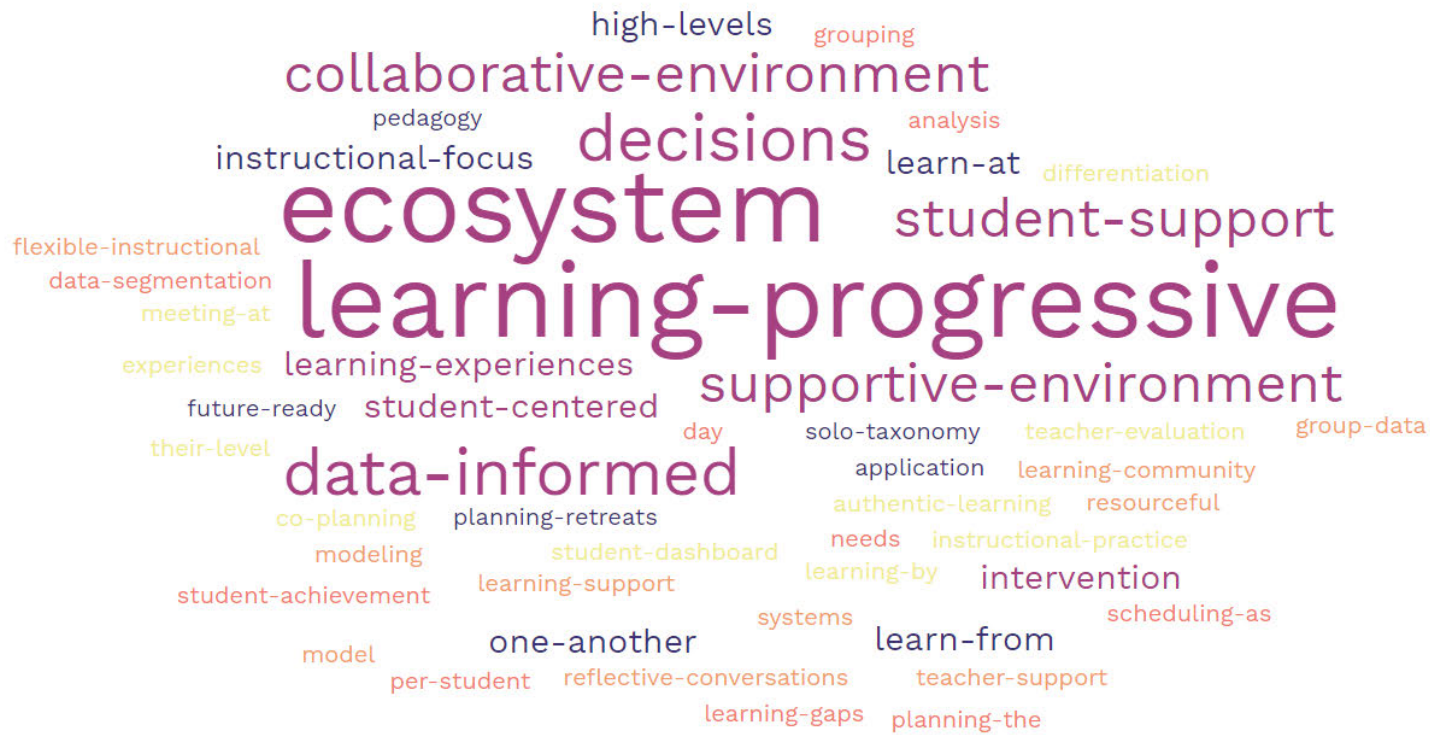 high-levels
grouping
collaborative-environment
pedagogy
decisions
analysis
instructional-focus
learn-at
differentiation
ecosystem
student-support
flexible-instructional
data-segmentation
learning-progressive
meeting-at
experiences
learning-experiences
supportive-environment
future-ready
student-centered
day
solo-taxonomy
teacher-evaluation
group-data
their-level
data-informed
application
learning-community
authentic-learning
resourceful
co-planning
planning-retreats
needs
instructional-practice
modeling
student-dashboard
learning-by
intervention
student-achievement
learning-support
systems
scheduling-as
one-another
learn-from
model
per-student
reflective-conversations
teacher-support
learning-gaps
planning-the